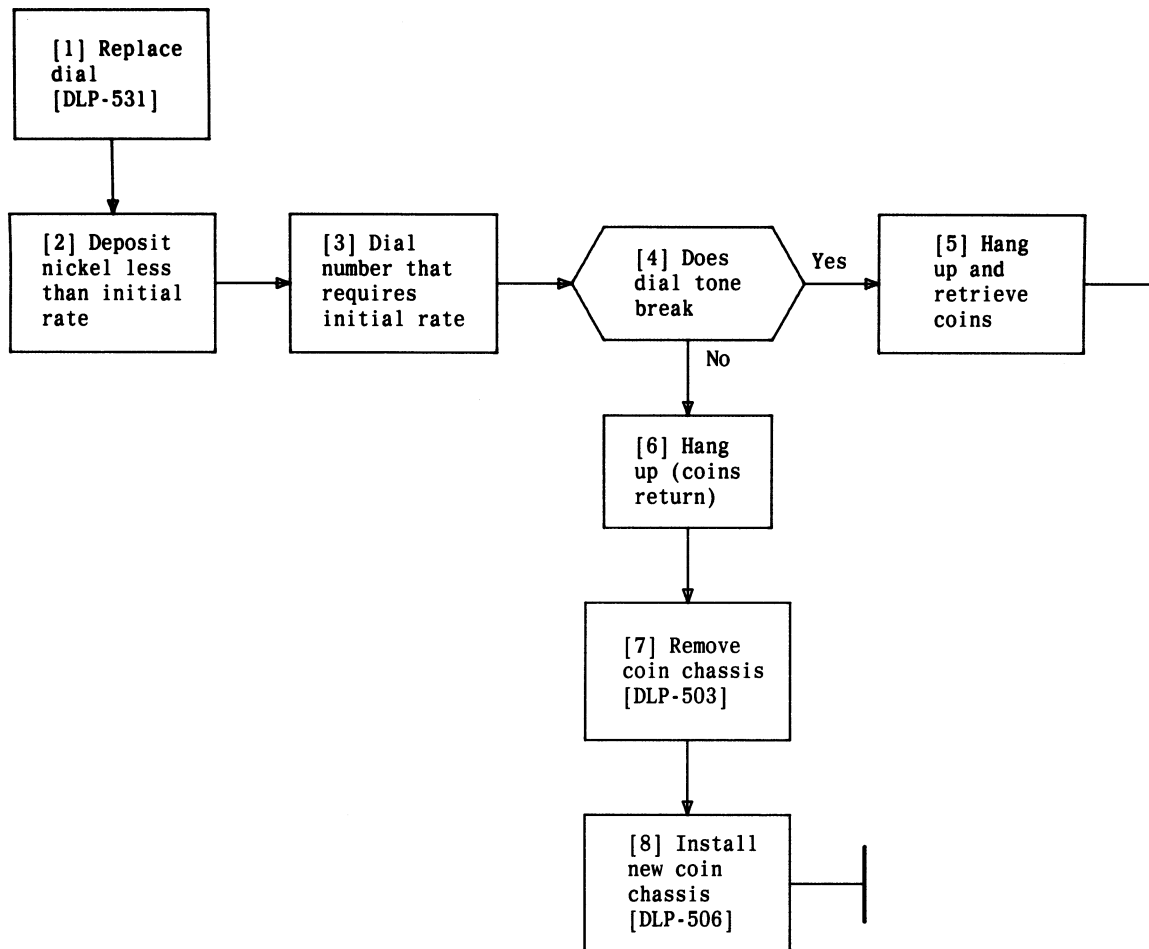 [1] Replace
dial
[DLP-531]
[2] Deposit
nickel less
than initial
rate
[3] Dial
number that
requires
initial rate
[4] Does
dial tone
break
Yes
[5] Hang
up and
retrieve
coins
No
[6] Hang
up (coins
return)
[7] Remove
coin chassis
[DLP-503]
[8] Install
new coin
chassis
[DLP-506]